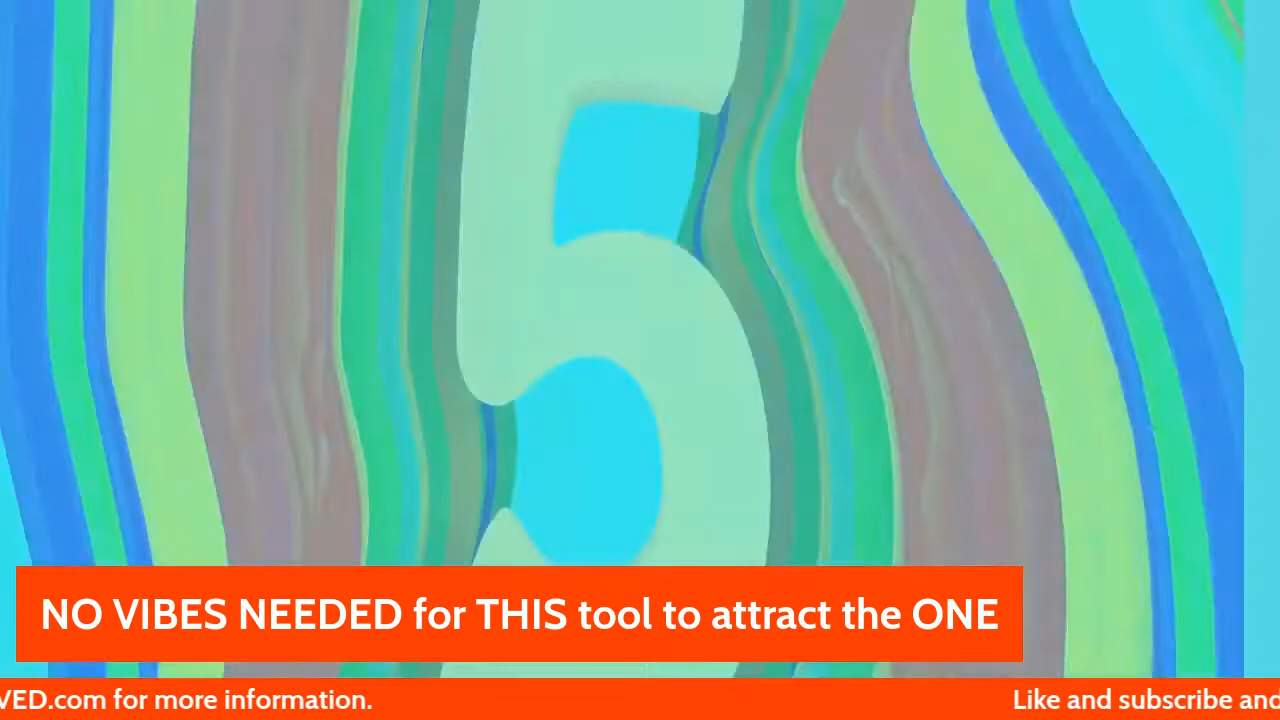 5
NO VIBES NEEDED for THIS tool to attract the ONE
VED.com for more information.
Like and subscribe and